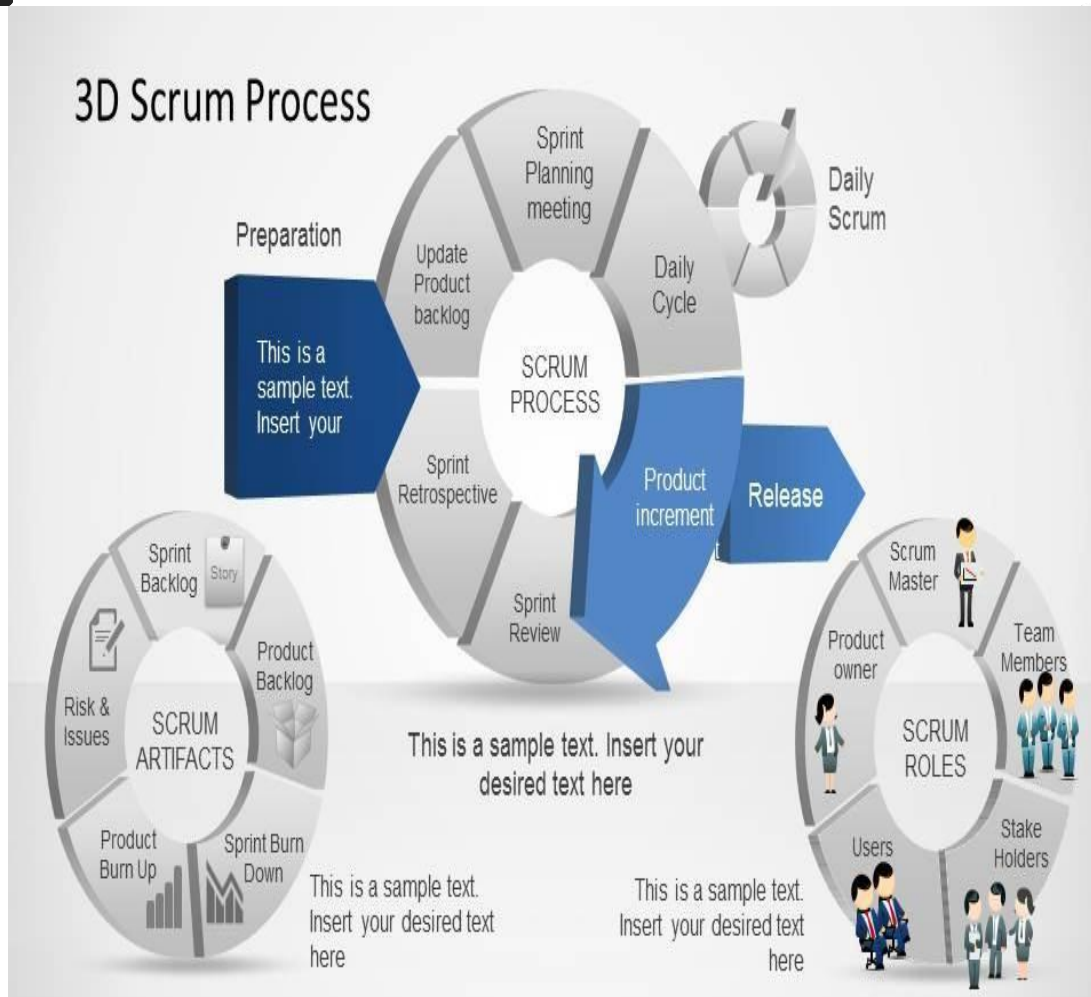 3D Scrum Process
Preparation
This is a
sample text.
Insert your
SCRUM
PROCESS
Update
Product
backlog
Sprint
Planning
meeting
Daily
Cycle
Daily
Scrum
Product
increment
t
Release
Sprint
Review
Sprint
Retrospective
This is a sample text. Insert your
desired text here
SCRUM
ARTIFACTS
Sprint
Backlog
Story
Product
Backlog
Sprint Burn
Down
Product
Burn Up
Risk &
Issues
This is a sample text.
Insert your desired text
here
SCRUM
ROLES
Scrum
Master
Team
Members
Stake
Holders
Users
Product
owner
This is a sample text.
Insert your desired text
here